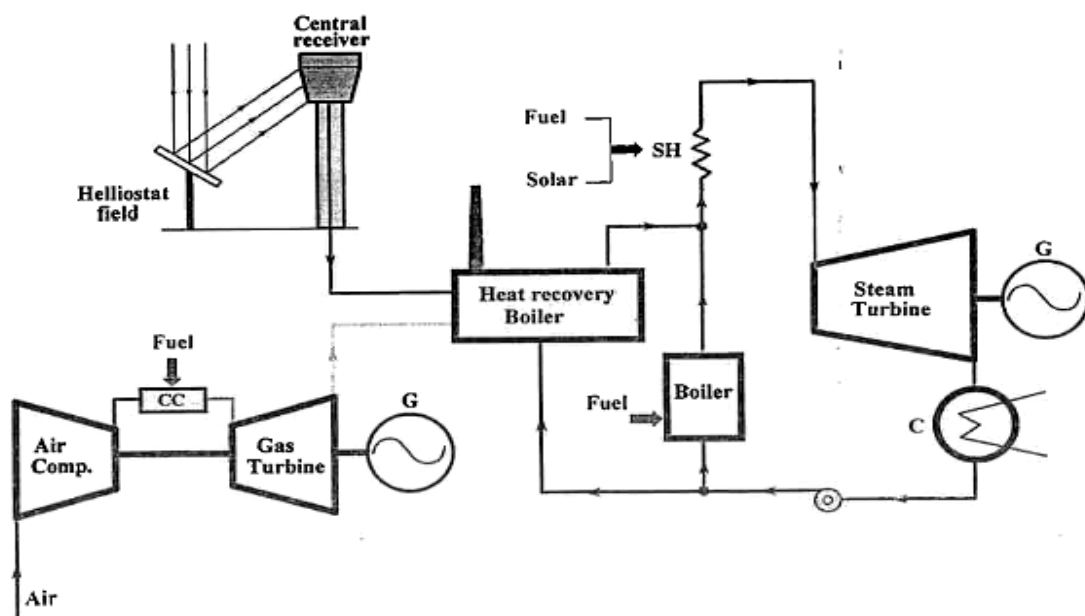 Central
receiver
Helliostat
field
Fuel
Solar
SH
Heat recovery
Boiler
Steam
Turbine
G
Fuel
CC
Air
Comp.
Gas
Turbine
G
Fuel
Boiler
C
Air